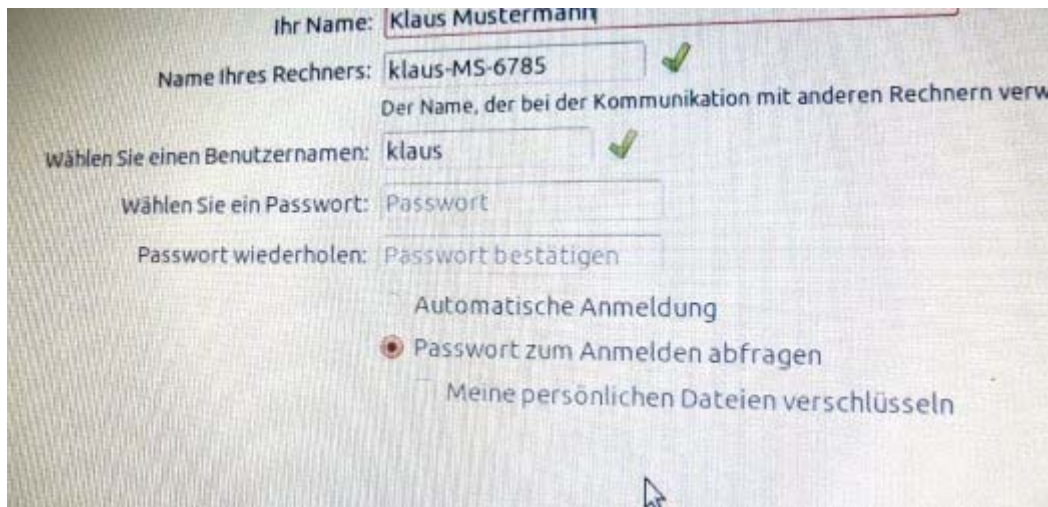 Ihr Name: Klaus Mustermann
Name Ihres Rechners: klaus-MS-6785
Der Name, der bei der Kommunikation mit anderen Rechnern
Wählen Sie einen Benutzernamen: klaus
Wählen Sie ein Passwort: Passwort
Passwort wiederholen: Passwort bestätigen
Automatische Anmeldung
Passwort zum Anmelden abfragen
Meine persönlichen Dateien verschlüsseln